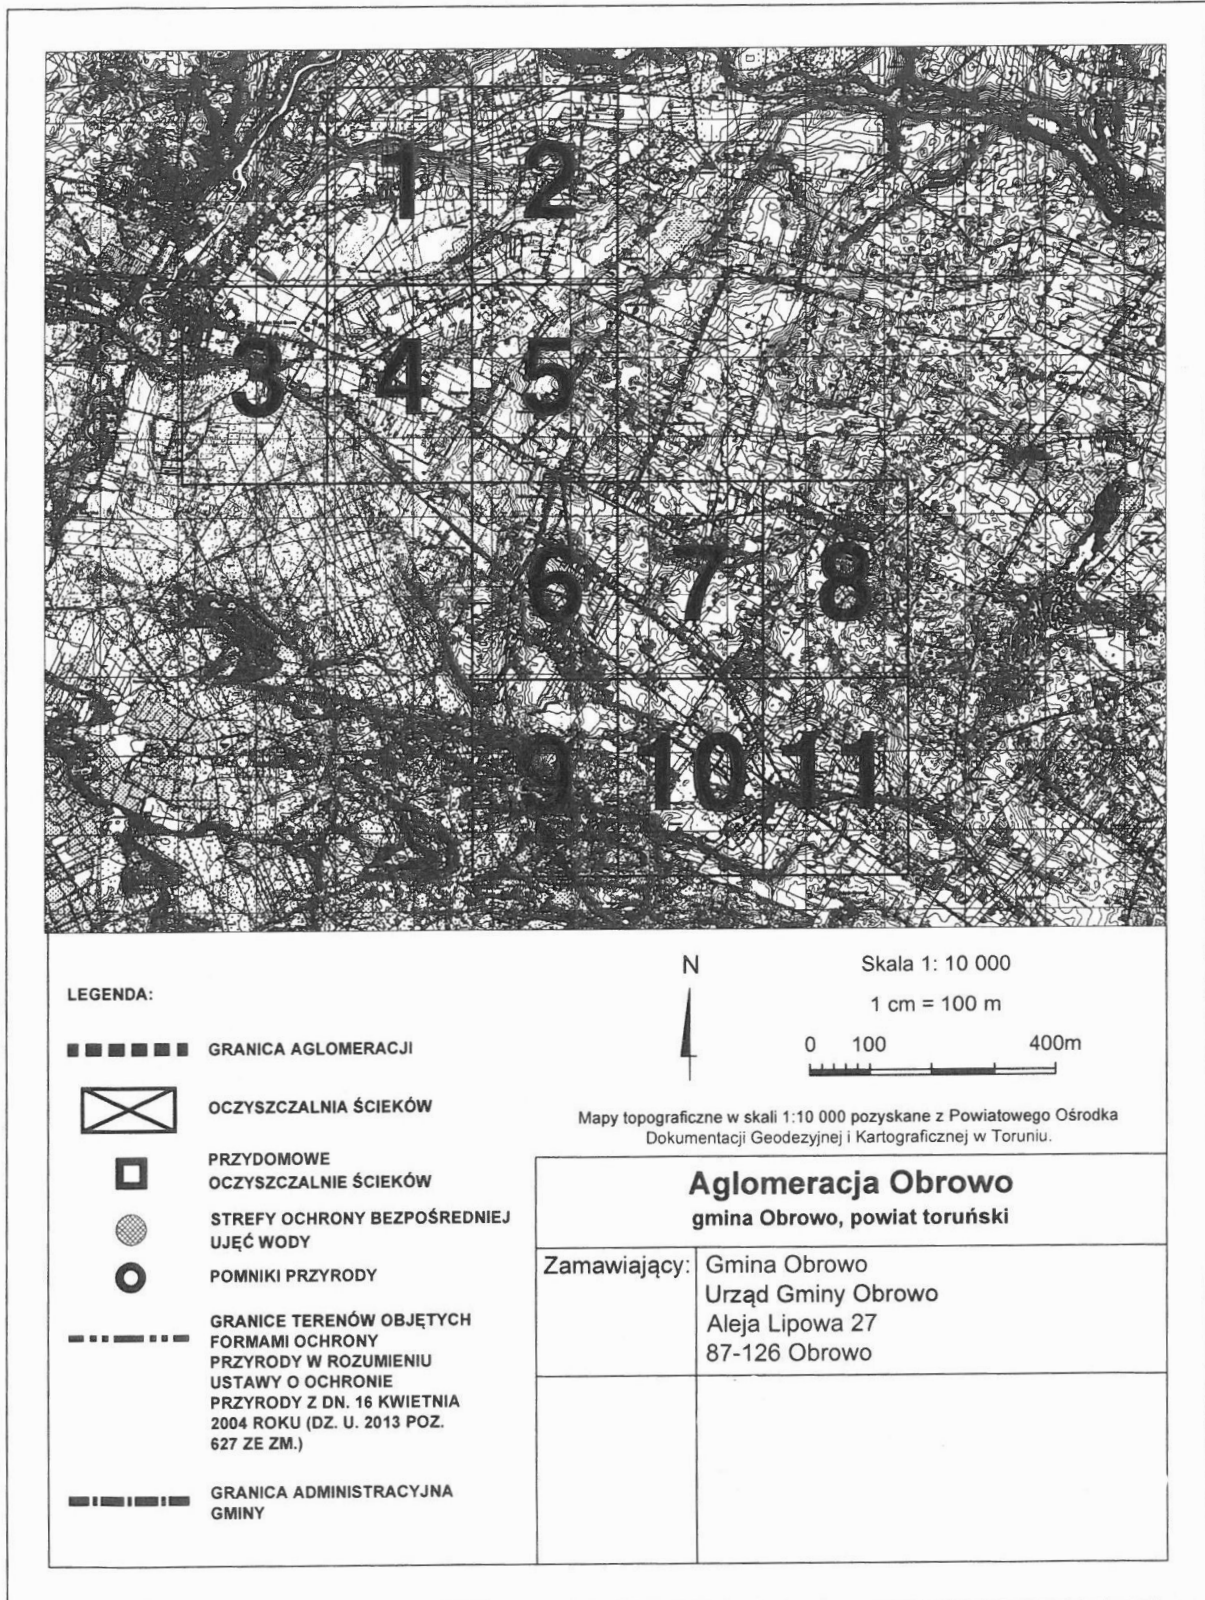 1
2
3
4
5
6
7
8
9
10
11
LEGENDA:
GRANICA AGLOMERACJI
OCZYSZCZALNIA ŚCIEKÓW
PRZYDOMOWE
OCZYSZCZALNIE ŚCIEKÓW
STREFY OCHRONY BEZPOŚREDNIEJ
UJĘĆ WODY
POMNIKI PRZYRODY
GRANICE TERENÓW OBJĘTYCH
FORMAMI OCHRONY
PRZYRODY W ROZUMIENIU
USTAWY O OCHRONIE
PRZYRODY Z DN. 16 KWIETNIA
2004 ROKU (DZ. U. 2013 POZ.
627 ZE ZM.)
GRANICA ADMINISTRACYJNA
GMINY
N
Skala 1: 10 000
1 cm = 100 m
0 100 400m
Mapy topograficzne w skali 1:10 000 pozyskane z Powiatowego Ośrodka
Dokumentacji Geodezyjnej i Kartograficznej w Toruniu.
Aglomeracja Obrowo
gmina Obrowo, powiat toruński
Zamawiający: Gmina Obrowo
Urząd Gminy Obrowo
Aleja Lipowa 27
87-126 Obrowo